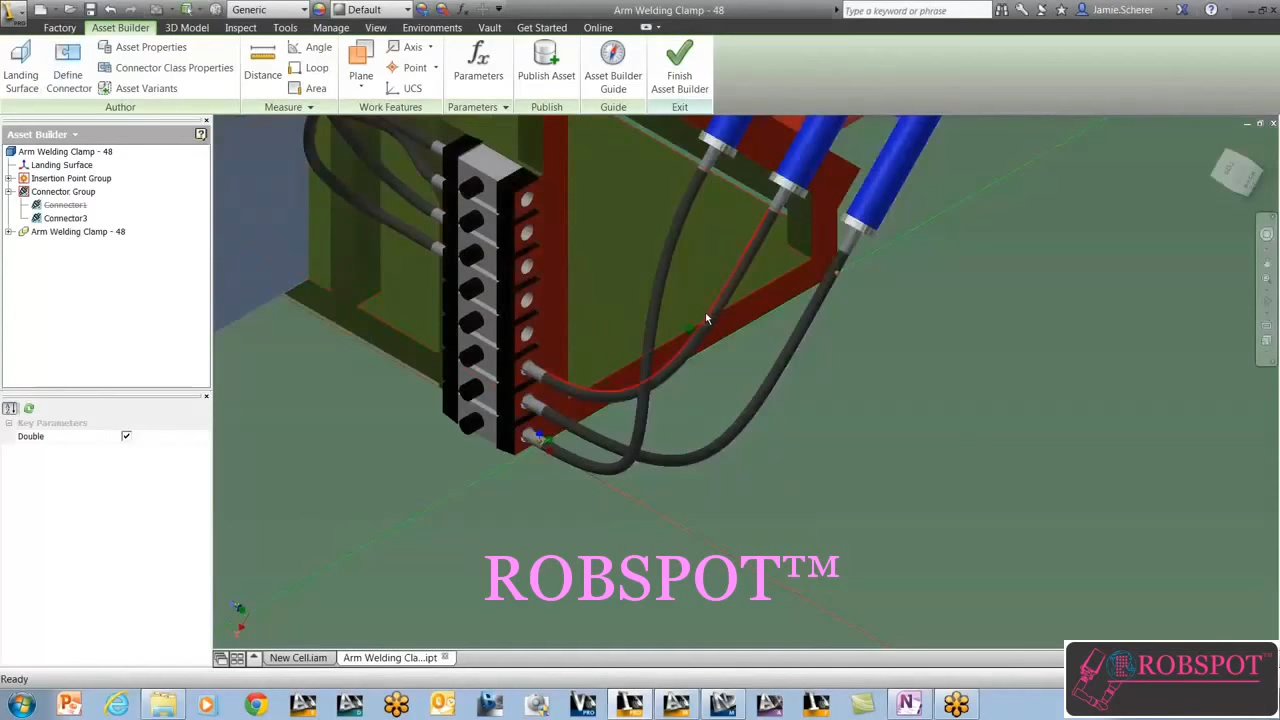 Generic
Default
Arm Welding Clamp - 48
Type a keyword or phrase
Jamie.Scherer
Factory Asset Builder 3D Model Inspect Tools Manage View Environments Vault Get Started Online
Landing Surface
Define Connector
Asset Properties
Connector Class Properties
Asset Variants
Distance
Angle
Loop
Area
Plane
Axis
Point
UCS
Parameters
Publish Asset
Asset Builder Guide
Finish Asset Builder
Author Measure Work Features Parameters Publish Guide Exit
Asset Builder
Arm Welding Clamp - 48
Landing Surface
Insertion Point Group
Connector Group
Connector1
Connector3
Arm Welding Clamp - 48
Key Parameters
Double
ROBSPOT™
New Cell.iam
Arm Welding Cla...ipt
Ready
ROBSPOT™